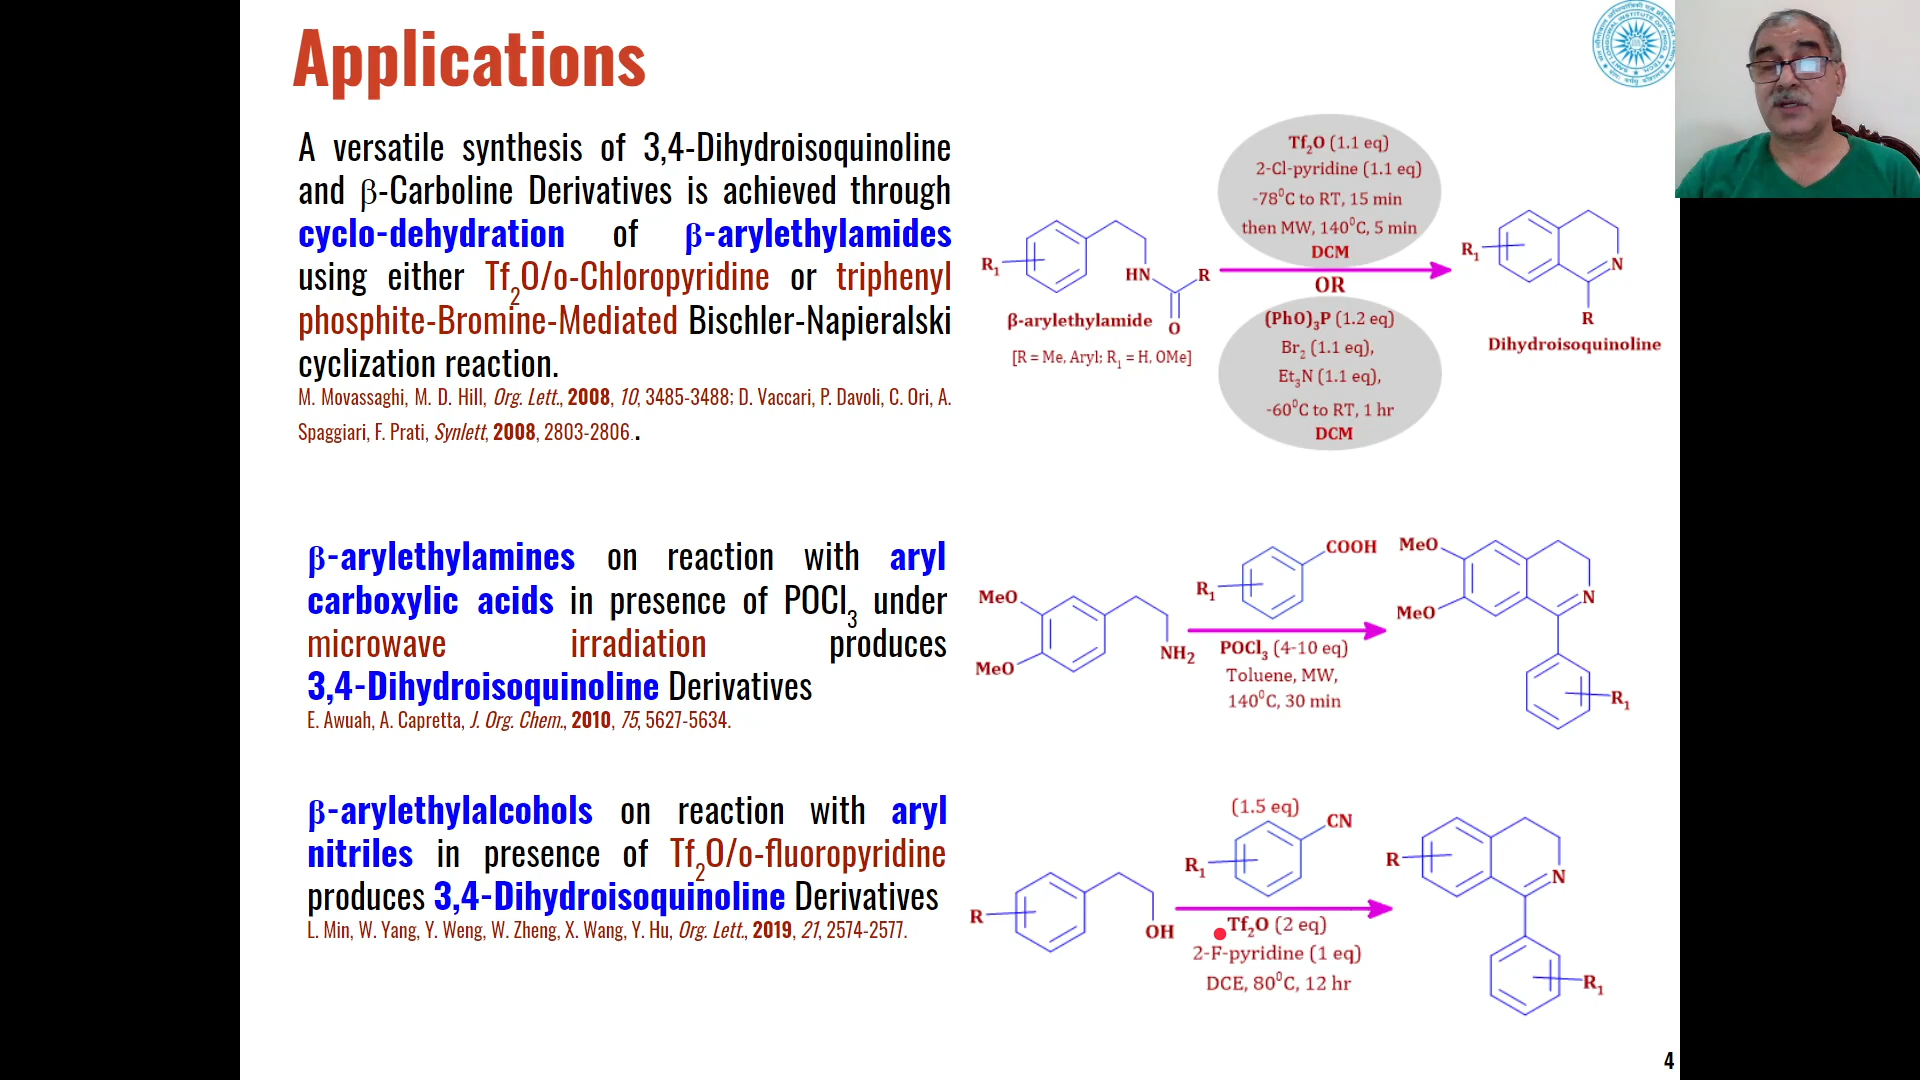 Applications
A versatile synthesis of 3,4-Dihydroisoquinoline
and β-Carboline Derivatives is achieved through
cyclo-dehydration of β-arylethylamides
using either Tf2O/o-Chloropyridine or triphenyl
phosphite-Bromine-Mediated Bischler-Napieralski
cyclization reaction.
M. Movassaghi, M. D. Hill, Org. Lett., 2008, 10, 3485-3488; D. Vaccari, P. Davoli, C. Ori, A.
Spaggiari, F. Prati, Synlett, 2008, 2803-2806..
Tf2O (1.1 eq)
2-Cl-pyridine (1.1 eq)
-78⁰C to RT, 15 min
then MW, 140⁰C, 5 min
DCM
OR
(PhO)3P (1.2 eq)
Br2 (1.1 eq),
Et3N (1.1 eq),
-60⁰C to RT, 1 hr
DCM
R1
HN
R
O
β-arylethylamide
[R = Me, Aryl; R1 = H, OMe]
R1
N
R
Dihydroisoquinoline
β-arylethylamines on reaction with aryl
carboxylic acids in presence of POCl3 under
microwave irradiation produces
3,4-Dihydroisoquinoline Derivatives
E. Awuah, A. Capretta, J. Org. Chem., 2010, 75, 5627-5634.
MeO
MeO
NH2
R1
COOH
POCl3 (4-10 eq)
Toluene, MW,
140⁰C, 30 min
MeO
MeO
N
R1
β-arylethylalcohols on reaction with aryl
nitriles in presence of Tf2O/o-fluoropyridine
produces 3,4-Dihydroisoquinoline Derivatives
L. Min, W. Yang, Y. Weng, W. Zheng, X. Wang, Y. Hu, Org. Lett., 2019, 21, 2574-2577.
R
OH
(1.5 eq)
CN
R1
Tf2O (2 eq)
2-F-pyridine (1 eq)
DCE, 80⁰C, 12 hr
R
N
R1
4